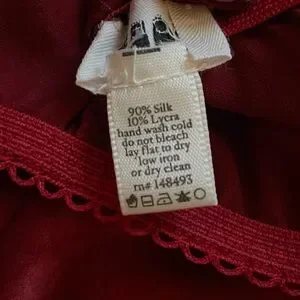 90% Silk
10% Lycra
hand wash cold
do not bleach
lay flat to dry
low iron
or dry clean
rn# 148493